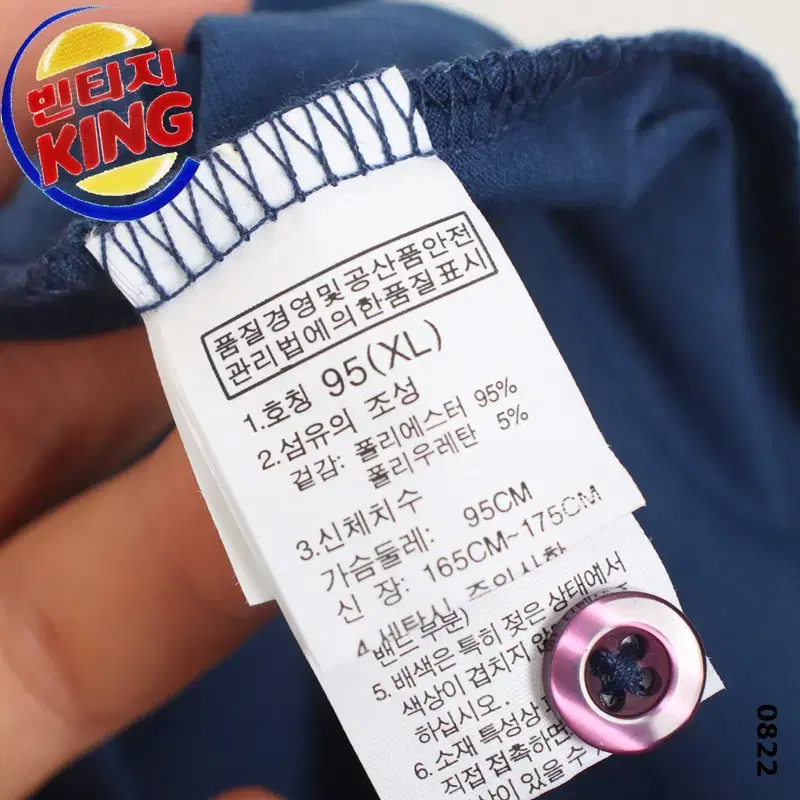 빈티지
KING
품질경영및공산품안전
관리법에의한품질표시
1.호칭 95(XL)
2.섬유의 조성
겉감: 폴리에스터 95%
폴리우레탄 5%
3.신체치수
가슴둘레: 95CM
신 장: 165CM~175CM
4.세탁시 주의사항
밴드 부분)
5. 배색은 특히 젖은 상태에서
색상이 겹치지 않
하십시오.
6. 소재 특성상
직접 접촉하면
상이 있을 수
0822